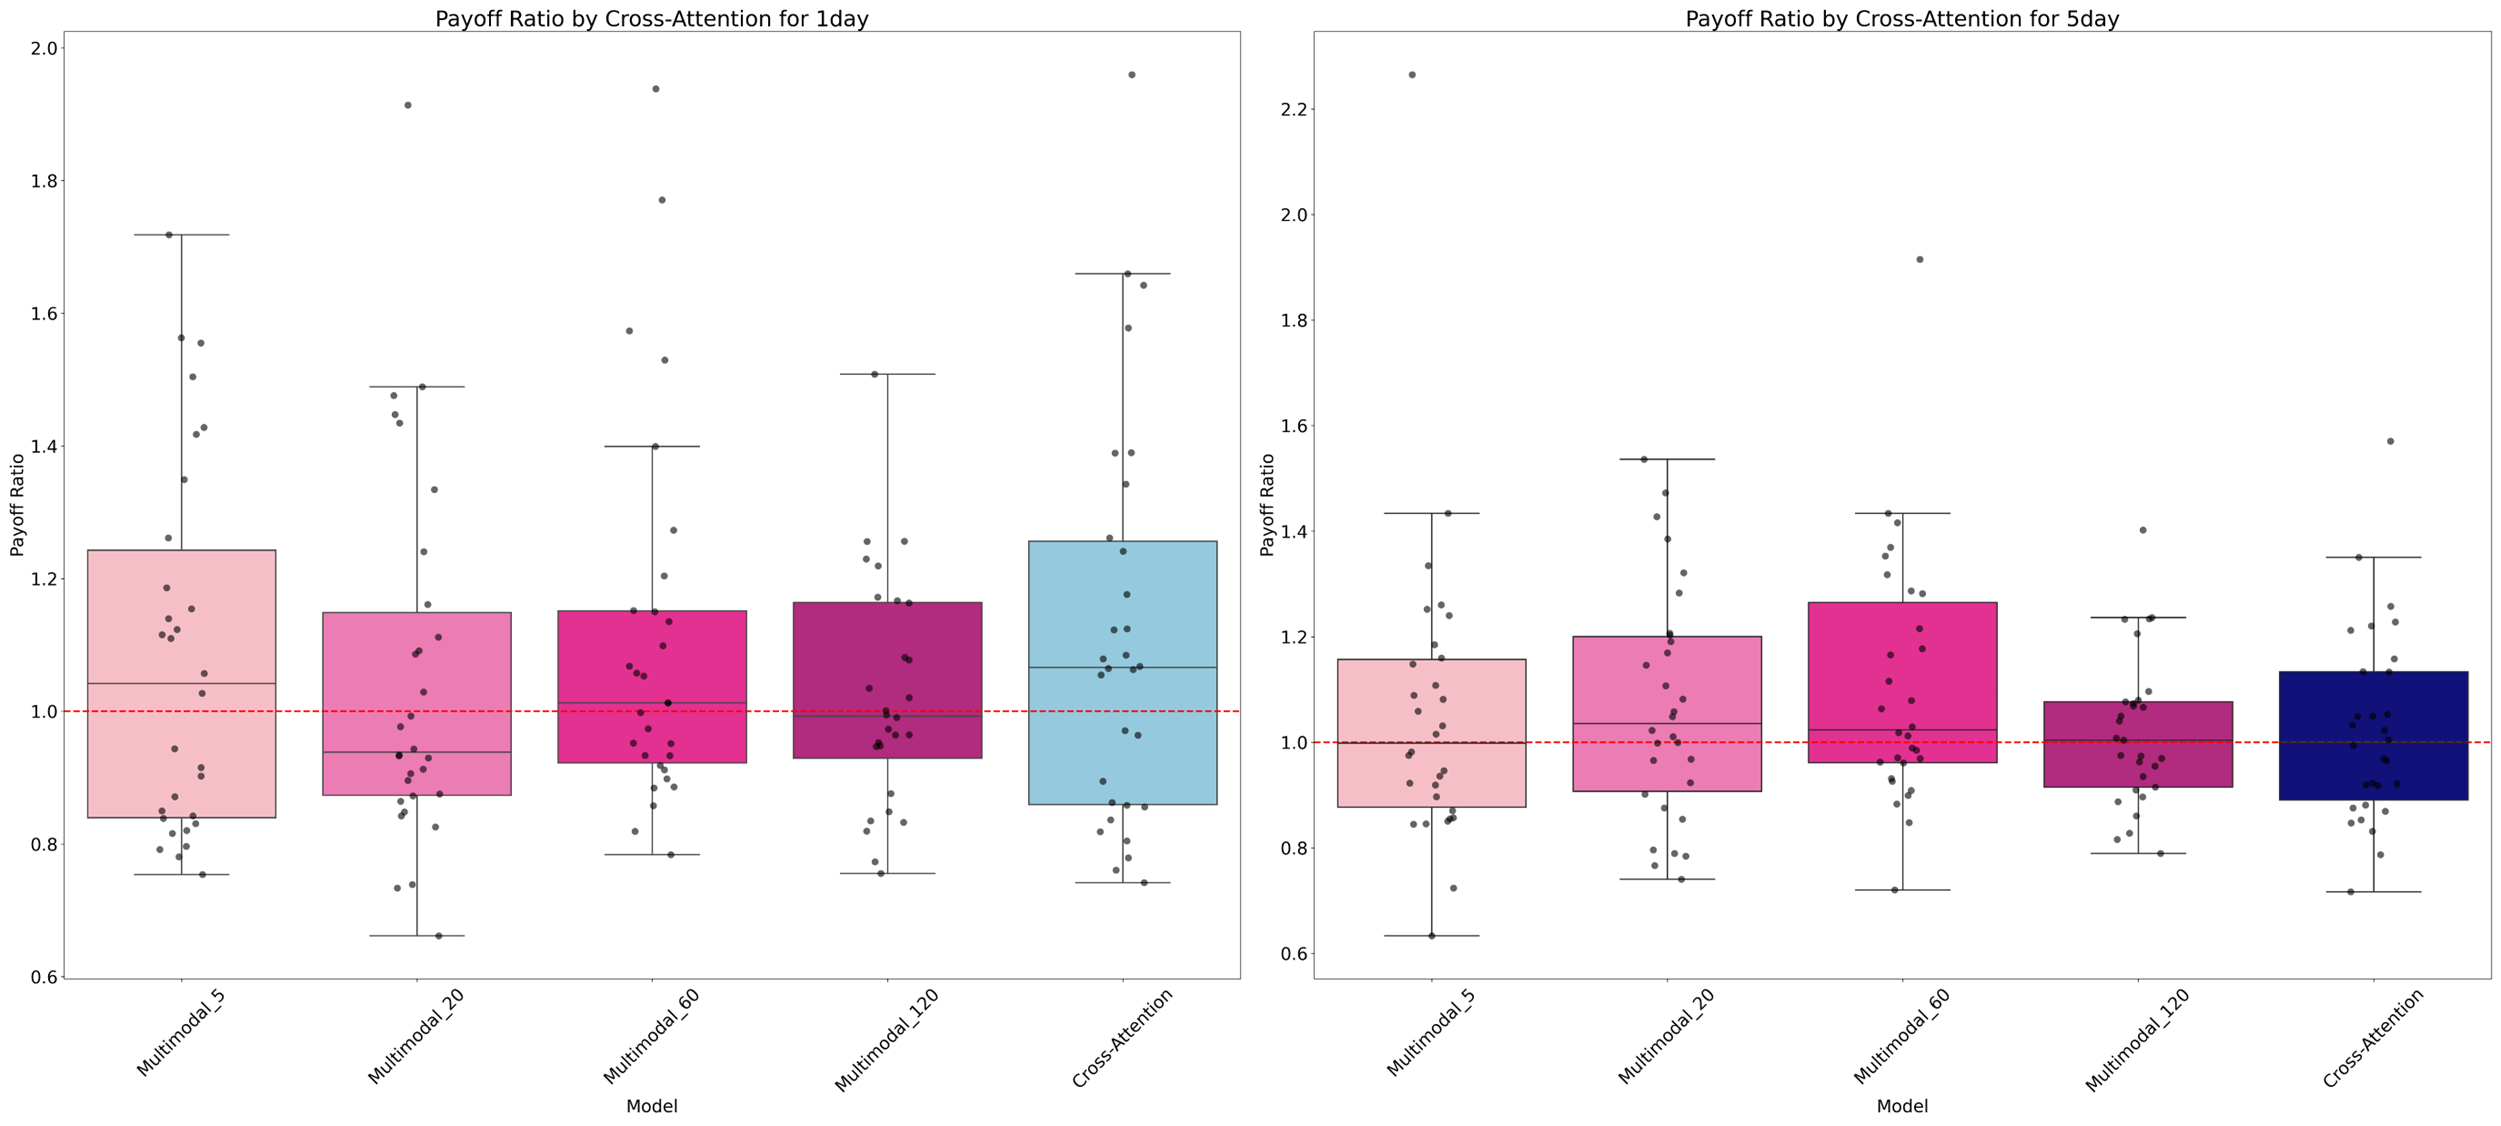 Payoff Ratio by Cross-Attention for 1day
Payoff Ratio
2.0
1.8
1.6
1.4
1.2
1.0
0.8
0.6
Multimodal_5
Multimodal_20
Multimodal_60
Multimodal_120
Cross-Attention
Model
Payoff Ratio by Cross-Attention for 5day
Payoff Ratio
2.2
2.0
1.8
1.6
1.4
1.2
1.0
0.8
0.6
Multimodal_5
Multimodal_20
Multimodal_60
Multimodal_120
Cross-Attention
Model